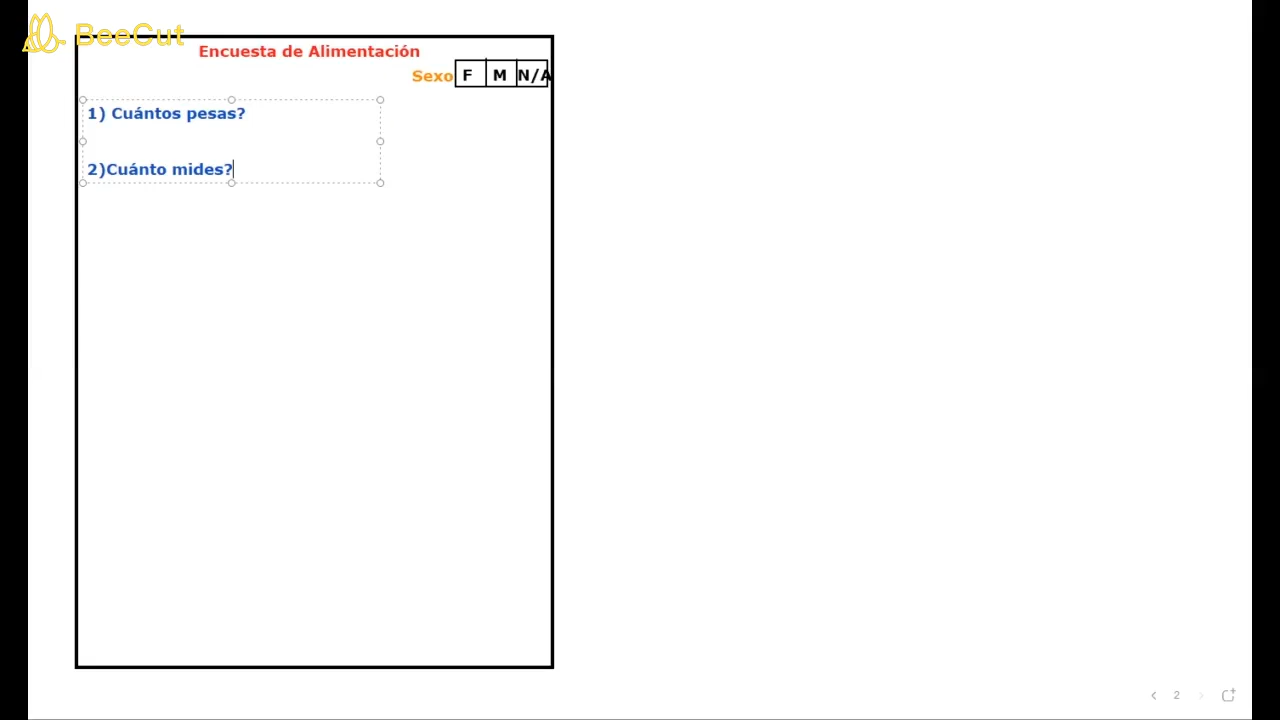 BeeCut
Encuesta de Alimentación
Sexo F M N/A
1) Cuántos pesas?
2)Cuánto mides?
2